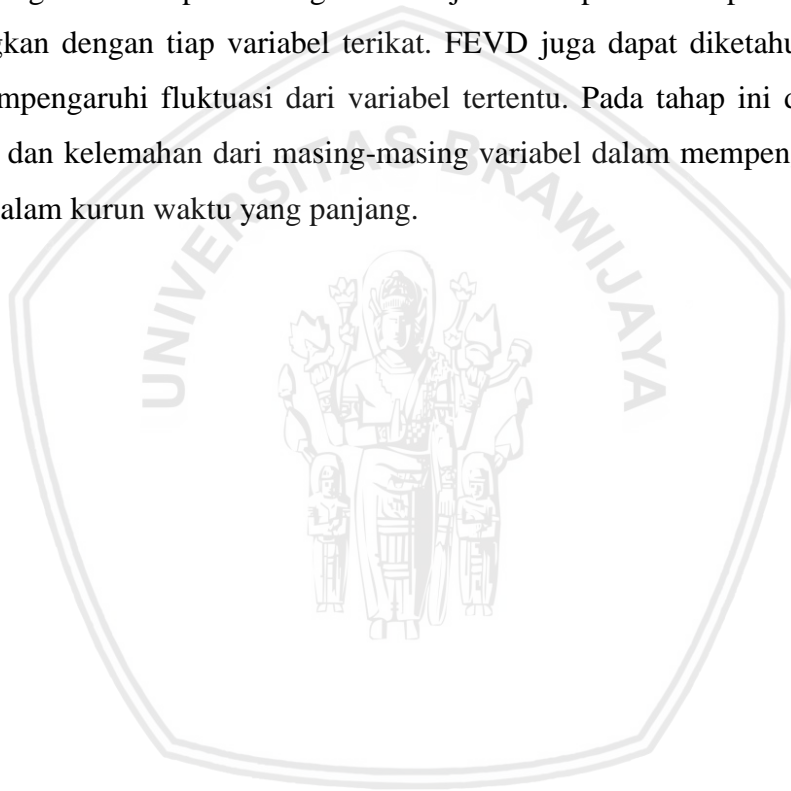 gkan dengan tiap variabel terikat. FEVD juga dapat diketahu
mpengaruhi fluktuasi dari variabel tertentu. Pada tahap ini d
dan kelemahan dari masing-masing variabel dalam mempen
alam kurun waktu yang panjang.
UNIVERSITAS BRAWIJAYA